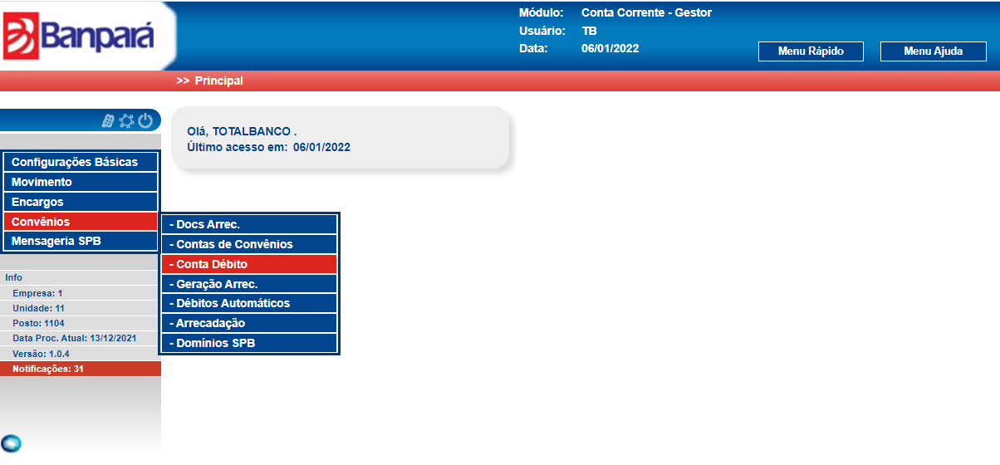 Banpará
Módulo: Conta Corrente - Gestor
Usuário: TB
Data: 06/01/2022
Menu Rápido
Menu Ajuda
>> Principal
Olá, TOTALBANCO .
Último acesso em: 06/01/2022
Configurações Básicas
Movimento
Encargos
Convênios
Mensageria SPB
- Docs Arrec.
- Contas de Convênios
- Conta Débito
- Geração Arrec.
- Débitos Automáticos
- Arrecadação
- Domínios SPB
Info
Empresa: 1
Unidade: 11
Posto: 1104
Data Proc. Atual: 13/12/2021
Versão: 1.0.4
Notificações: 31